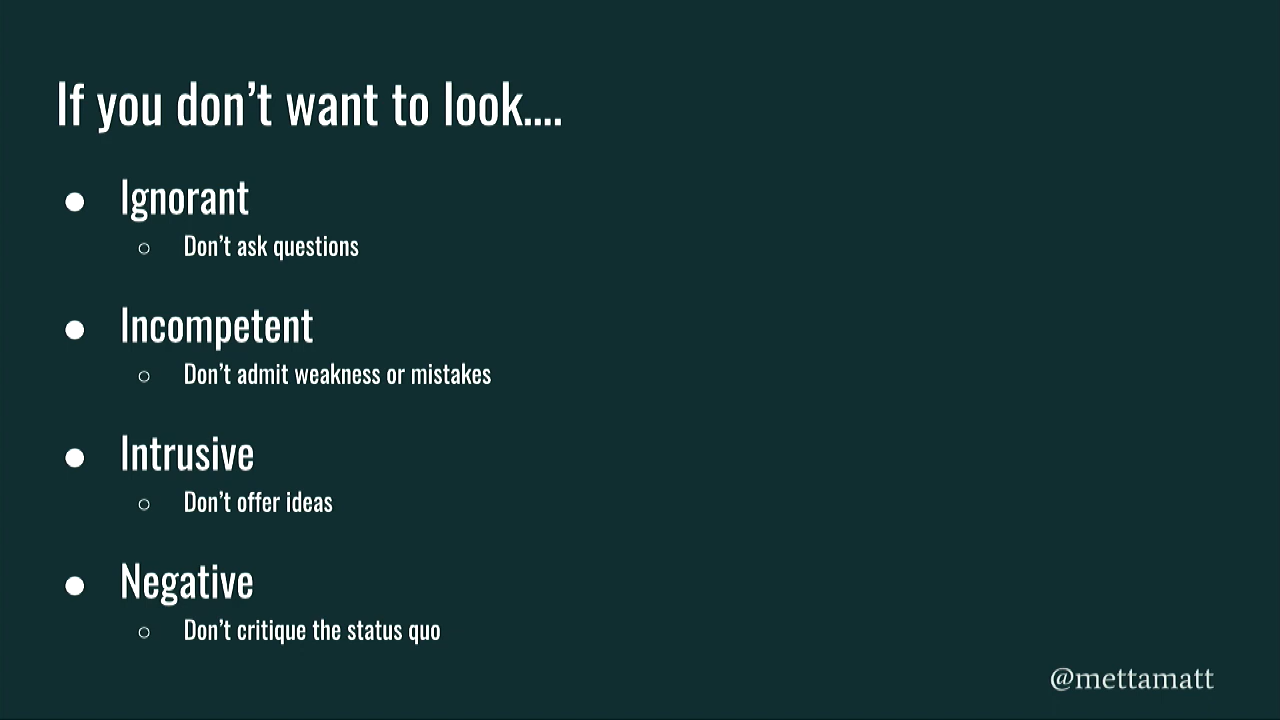 If you don’t want to look....
● Ignorant
○ Don’t ask questions
● Incompetent
○ Don’t admit weakness or mistakes
● Intrusive
○ Don’t offer ideas
● Negative
○ Don’t critique the status quo
@mettamatt